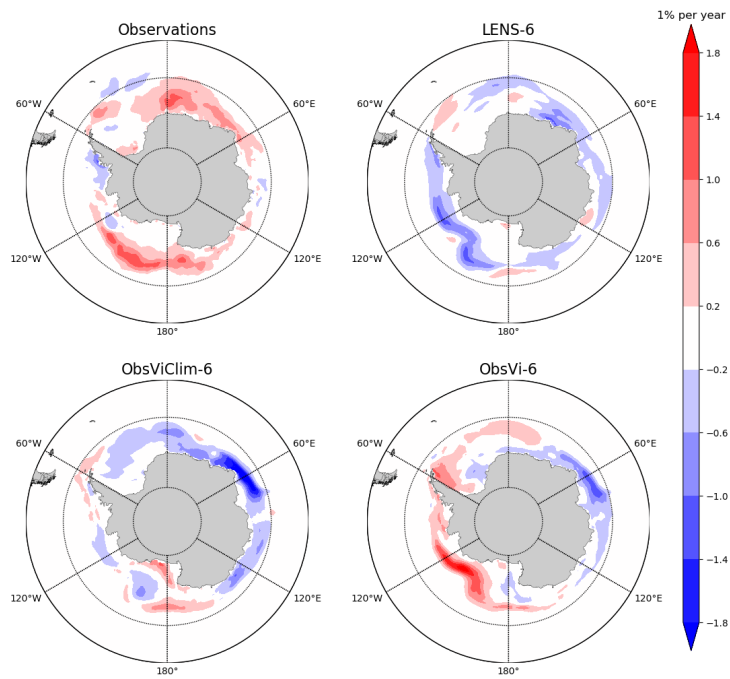 1% per year
Observations
LENS-6
60°W
60°E
60°W
60°E
120°W
120°E
120°W
120°E
180°
180°
ObsViClim-6
ObsVi-6
60°W
60°E
60°W
60°E
120°W
120°E
120°W
120°E
180°
180°
1.8
1.4
1.0
0.6
0.2
−0.2
−0.6
−1.0
−1.4
−1.8